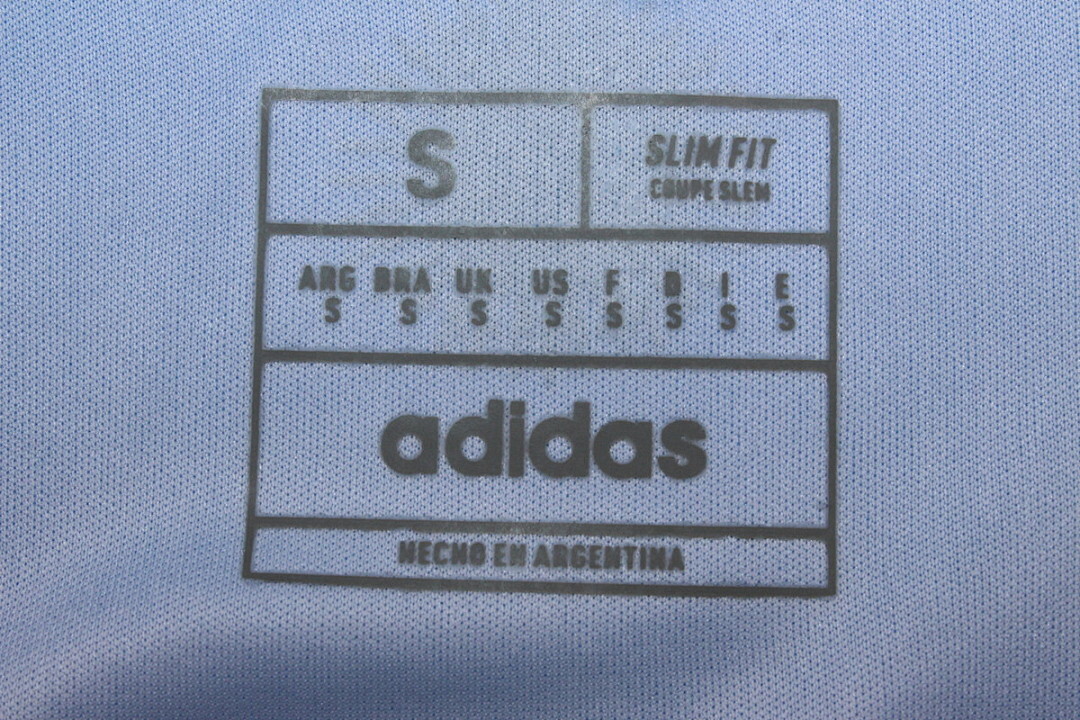 S
SLIM FIT
COUPE SLIM
ARG BRA UK US F D I E
S S S S S S S S
adidas
HECHO EN ARGENTINA